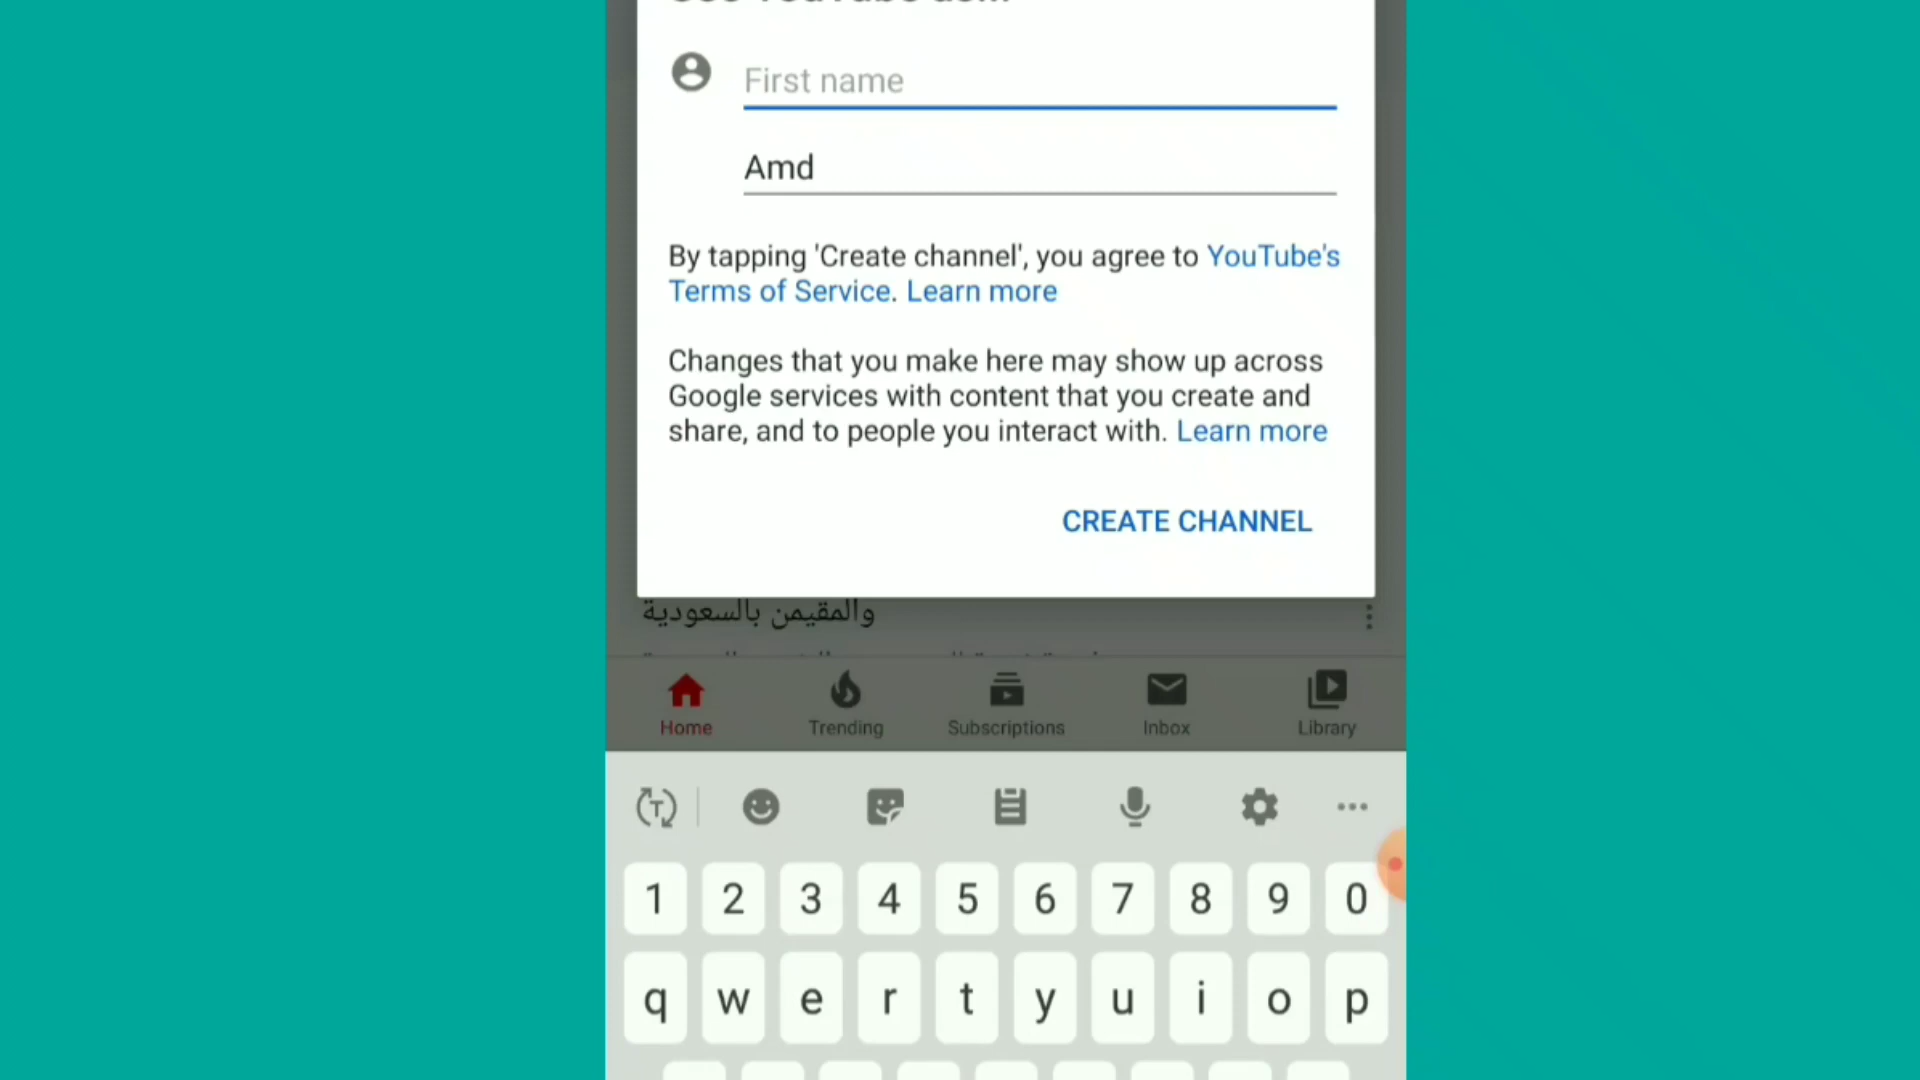 First name
Amd
By tapping 'Create channel', you agree to YouTube's
Terms of Service. Learn more
Changes that you make here may show up across
Google services with content that you create and
share, and to people you interact with. Learn more
CREATE CHANNEL
والمقيمن بالسعودية
Home Trending Subscriptions Inbox Library
1 2 3 4 5 6 7 8 9 0
q w e r t y u i o p